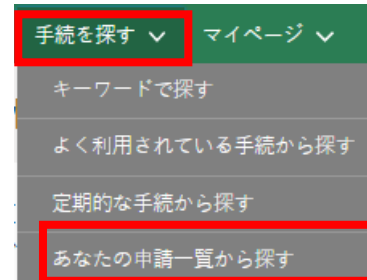 手続を探す マイページ
キーワードで探す
よく利用されている手続から探す
定期的な手続から探す
あなたの申請一覧から探す